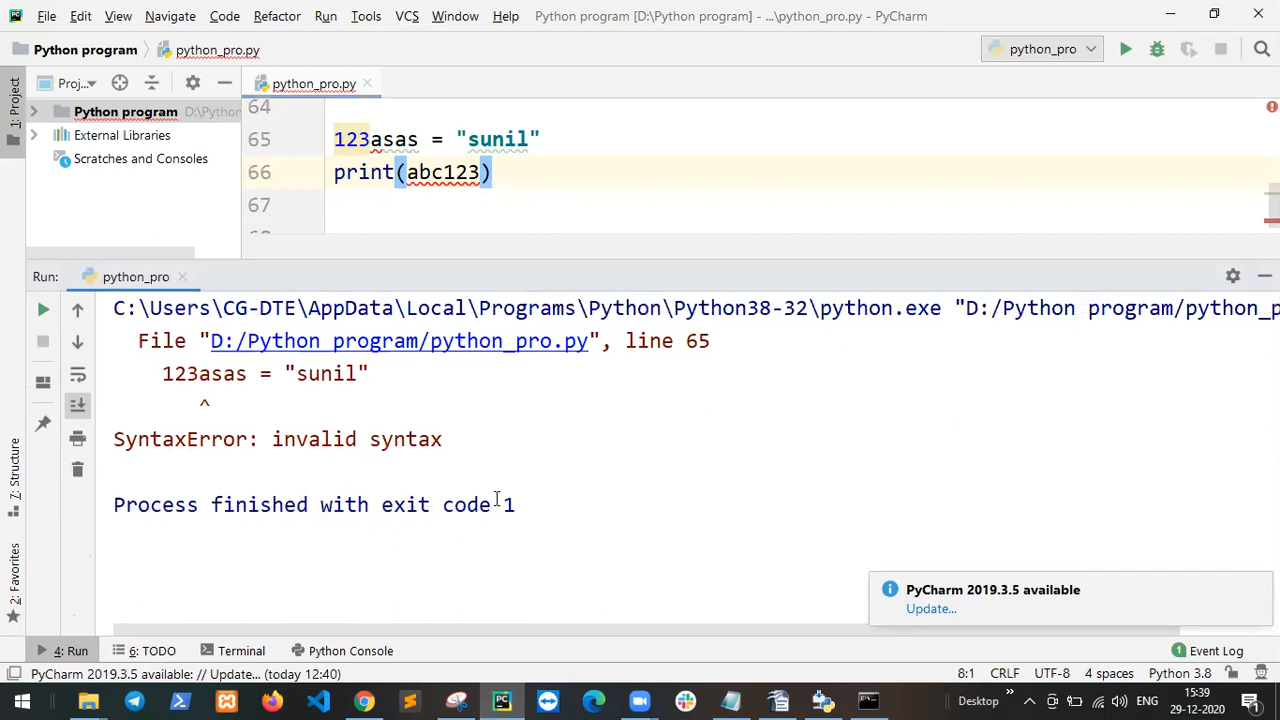 File Edit View Navigate Code Refactor Run Tools VCS Window Help Python program [D:\Python program] - ...\python_pro.py - PyCharm
Python program python_pro.py python_pro
1: Project
Proj... python_pro.py
Python program D:\Python
External Libraries
Scratches and Consoles
64
65 123asas = "sunil"
66 print(abc123)
67
Run: python_pro
C:\Users\CG-DTE\AppData\Local\Programs\Python\Python38-32\python.exe "D:/Python program/python_p
File "D:/Python program/python_pro.py", line 65
123asas = "sunil"
^
SyntaxError: invalid syntax
Process finished with exit code 1
7: Structure
2: Favorites
PyCharm 2019.3.5 available
Update...
4: Run 6: TODO Terminal Python Console 1 Event Log
PyCharm 2019.3.5 available: // Update... (today 12:40) 8:1 CRLF UTF-8 4 spaces Python 3.8
Desktop » ENG 15:39
29-12-2020 1